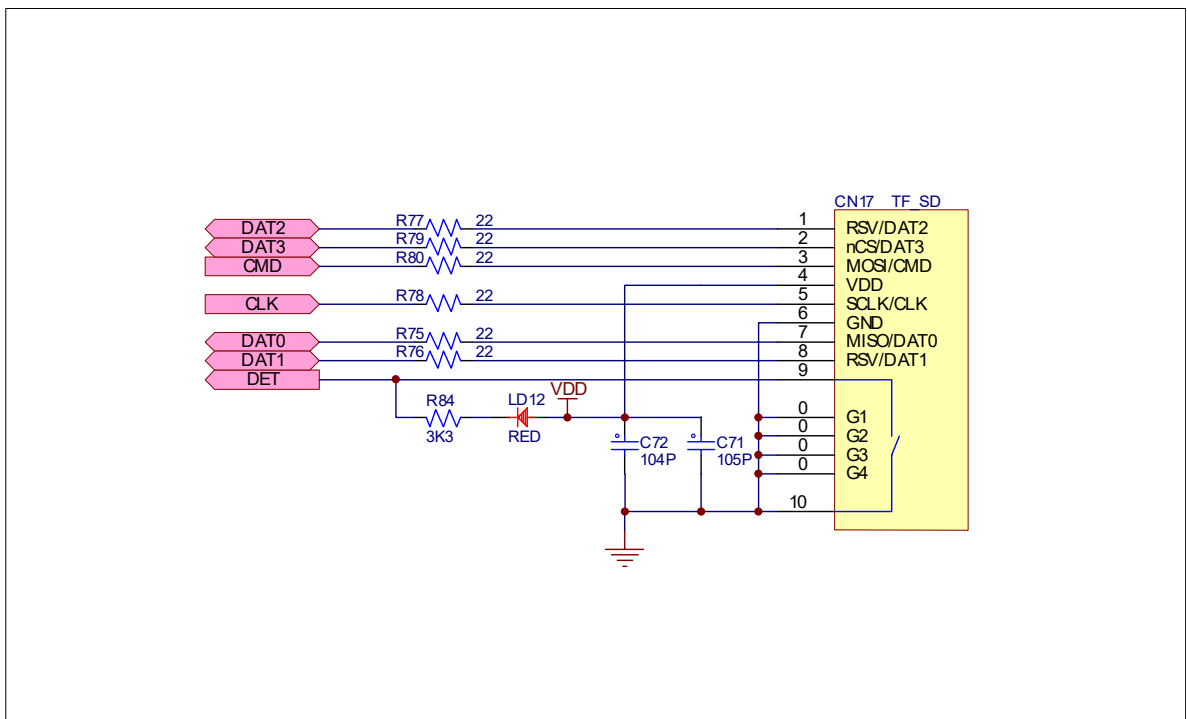 CN17 TF_SD
DAT2 R77 22 1 RSV/DAT2
DAT3 R79 22 2 nCS/DAT3
CMD R80 22 3 MOSI/CMD
4 VDD
CLK R78 22 5 SCLK/CLK
6 GND
DAT0 R75 22 7 MISO/DAT0
DAT1 R76 22 8 RSV/DAT1
DET 9
VDD
R84 LD12
3K3 RED
0 G1
0 G2
0 G3
0 G4
C72 C71
104P 105P
10